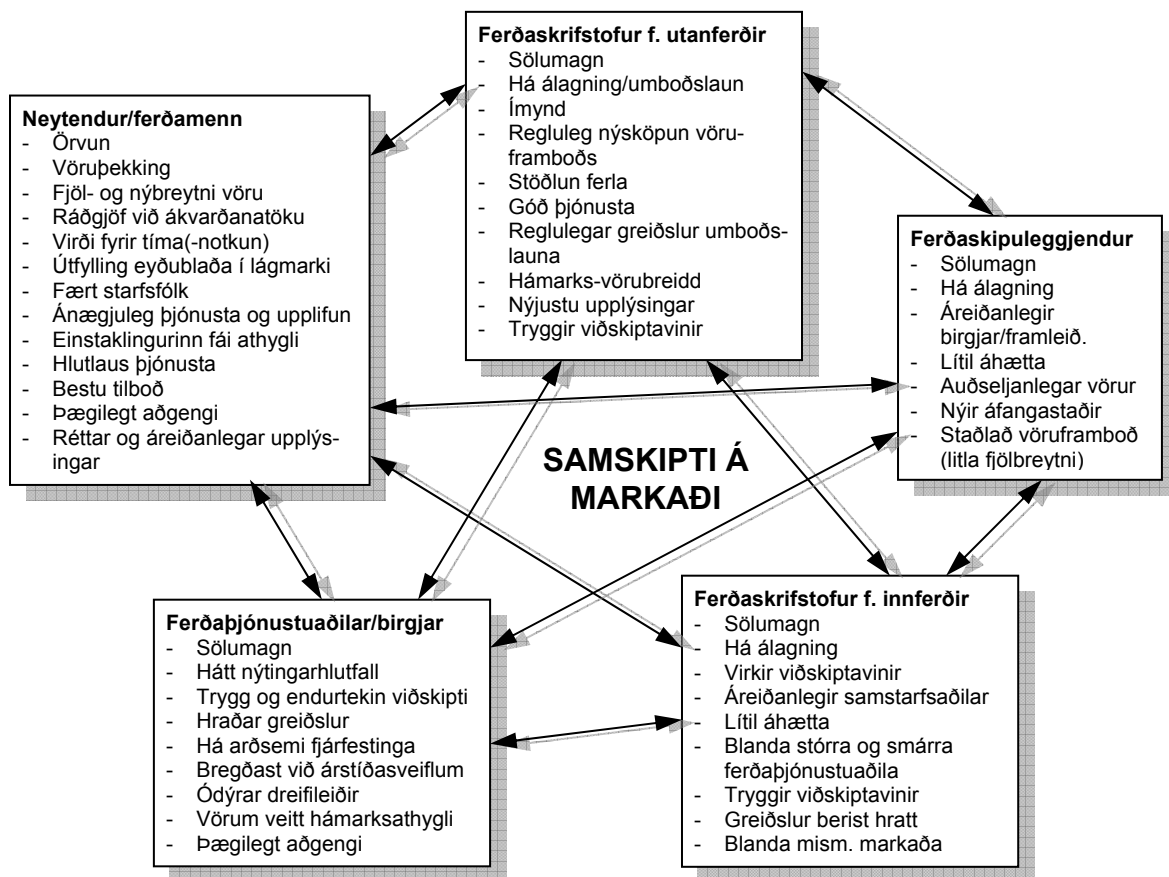 Ferðaskrifstofur f. utanferðir
- Sölumagn
- Há álagning/umboðslaun
- Ímynd
- Regluleg nýsköpun vöru-
framboðs
- Stöðlun ferla
- Góð þjónusta
- Reglulegar greiðslur umboðs-
launa
- Hámarks-vörubreidd
- Nýjustu upplýsingar
- Tryggir viðskiptavinir
Neytendur/ferðamenn
- Örvun
- Vöruþekking
- Fjöl- og nýbreytni vöru
- Ráðgjöf við ákvarðanatöku
- Virði fyrir tíma(-notkun)
- Útfylling eyðublaða í lágmarki
- Fært starfsfólk
- Ánægjuleg þjónusta og upplifun
- Einstaklingurinn fái athygli
- Hlutlaus þjónusta
- Bestu tilboð
- Þægilegt aðgengi
- Réttar og áreiðanlegar upplýs-
ingar
Ferðaskipuleggjendur
- Sölumagn
- Há álagning
- Áreiðanlegir
birgjar/framleið.
- Lítil áhætta
- Auðseljanlegar vörur
- Nýir áfangastaðir
- Staðlað vöruframboð
(litla fjölbreytni)
SAMSKIPTI Á
MARKAÐI
Ferðaþjónustuaðilar/birgjar
- Sölumagn
- Hátt nýtingarhlutfall
- Trygg og endurtekin viðskipti
- Hraðar greiðslur
- Há arðsemi fjárfestinga
- Bregðast við árstíðasveiflum
- Ódýrar dreifileiðir
- Vörum veitt hámarksathygli
- Þægilegt aðgengi
Ferðaskrifstofur f. innferðir
- Sölumagn
- Há álagning
- Virkir viðskiptavinir
- Áreiðanlegir samstarfsaðilar
- Lítil áhætta
- Blanda stórra og smárra
ferðaþjónustuaðila
- Tryggir viðskiptavinir
- Greiðslur berist hratt
- Blanda mism. markaða